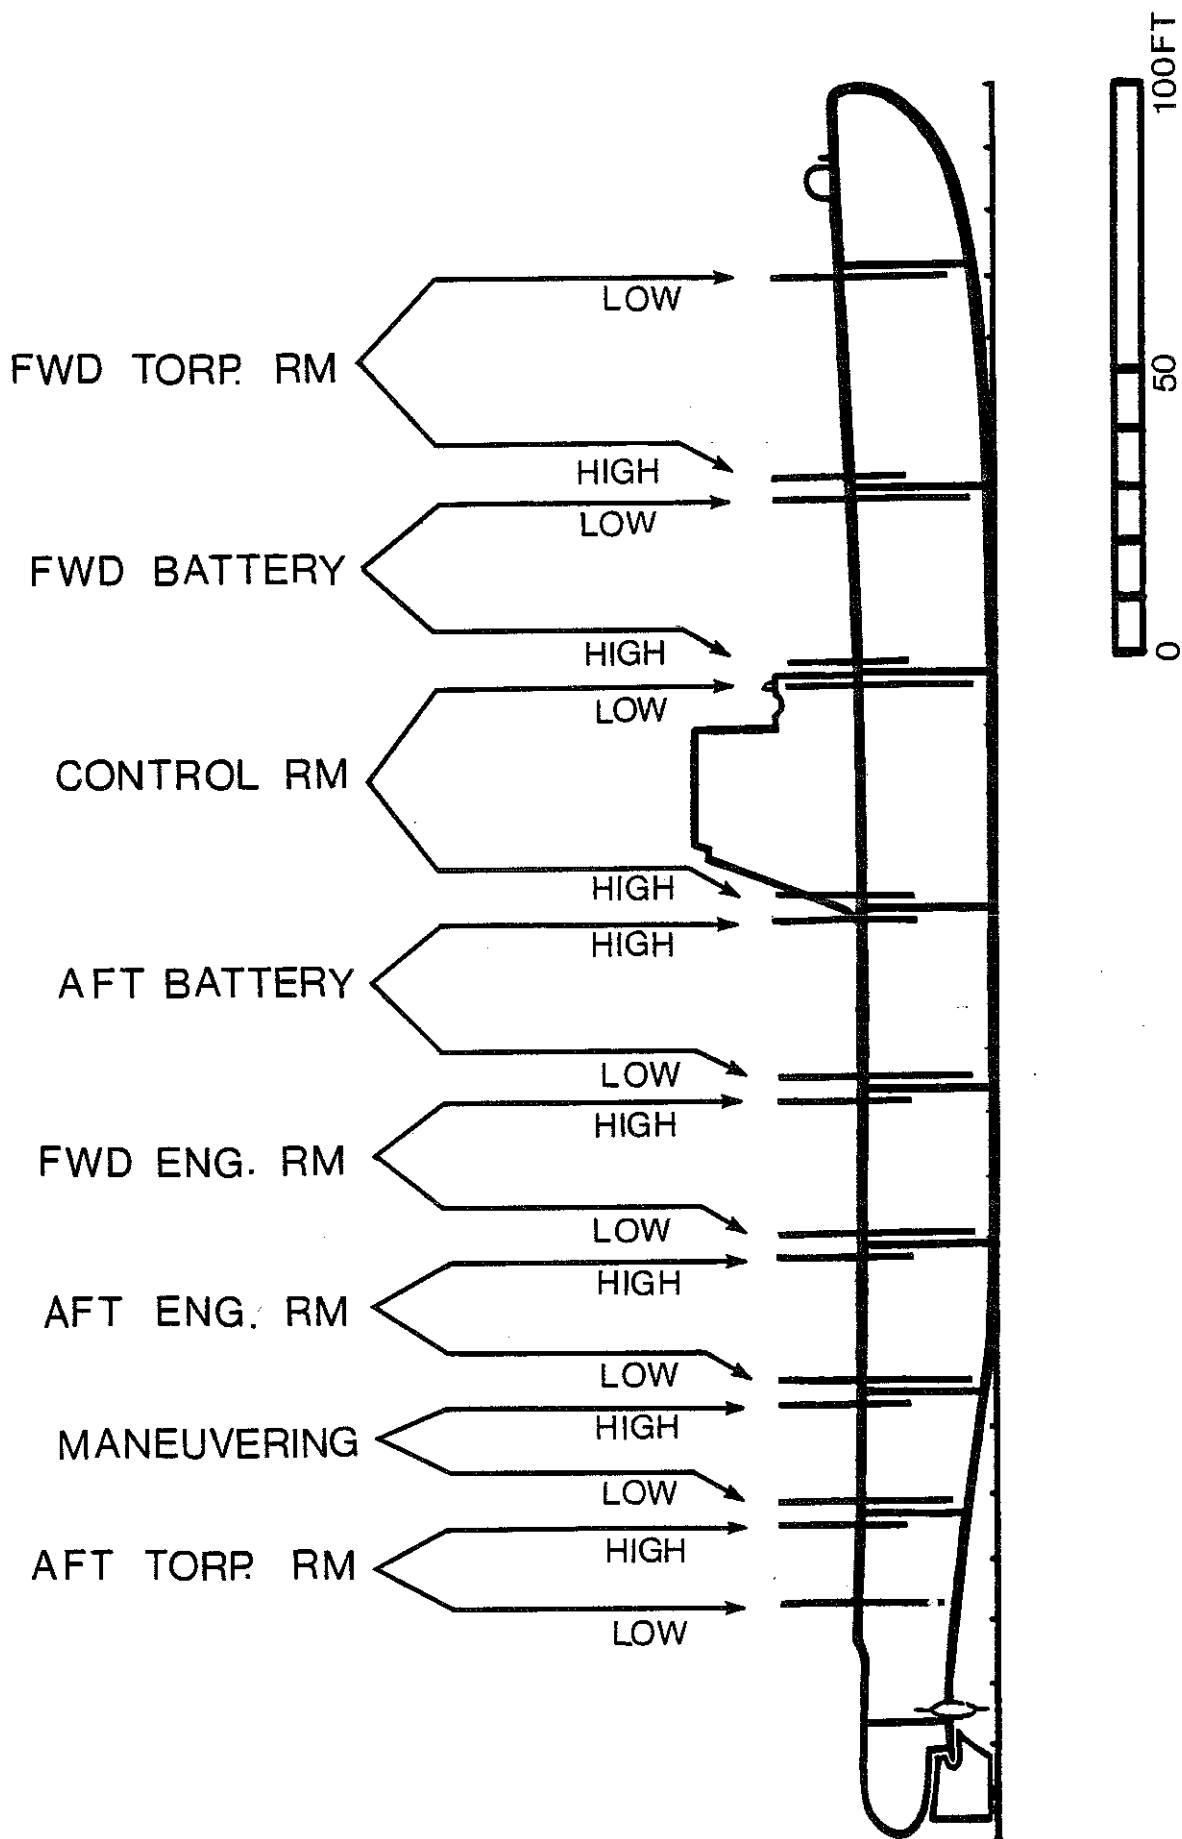 LOW
FWD TORP. RM
HIGH
LOW
FWD BATTERY
HIGH
LOW
CONTROL RM
HIGH
HIGH
AFT BATTERY
LOW
HIGH
FWD ENG. RM
LOW
HIGH
AFT ENG. RM
LOW
HIGH
MANEUVERING
LOW
HIGH
AFT TORP. RM
LOW
0
50
100FT